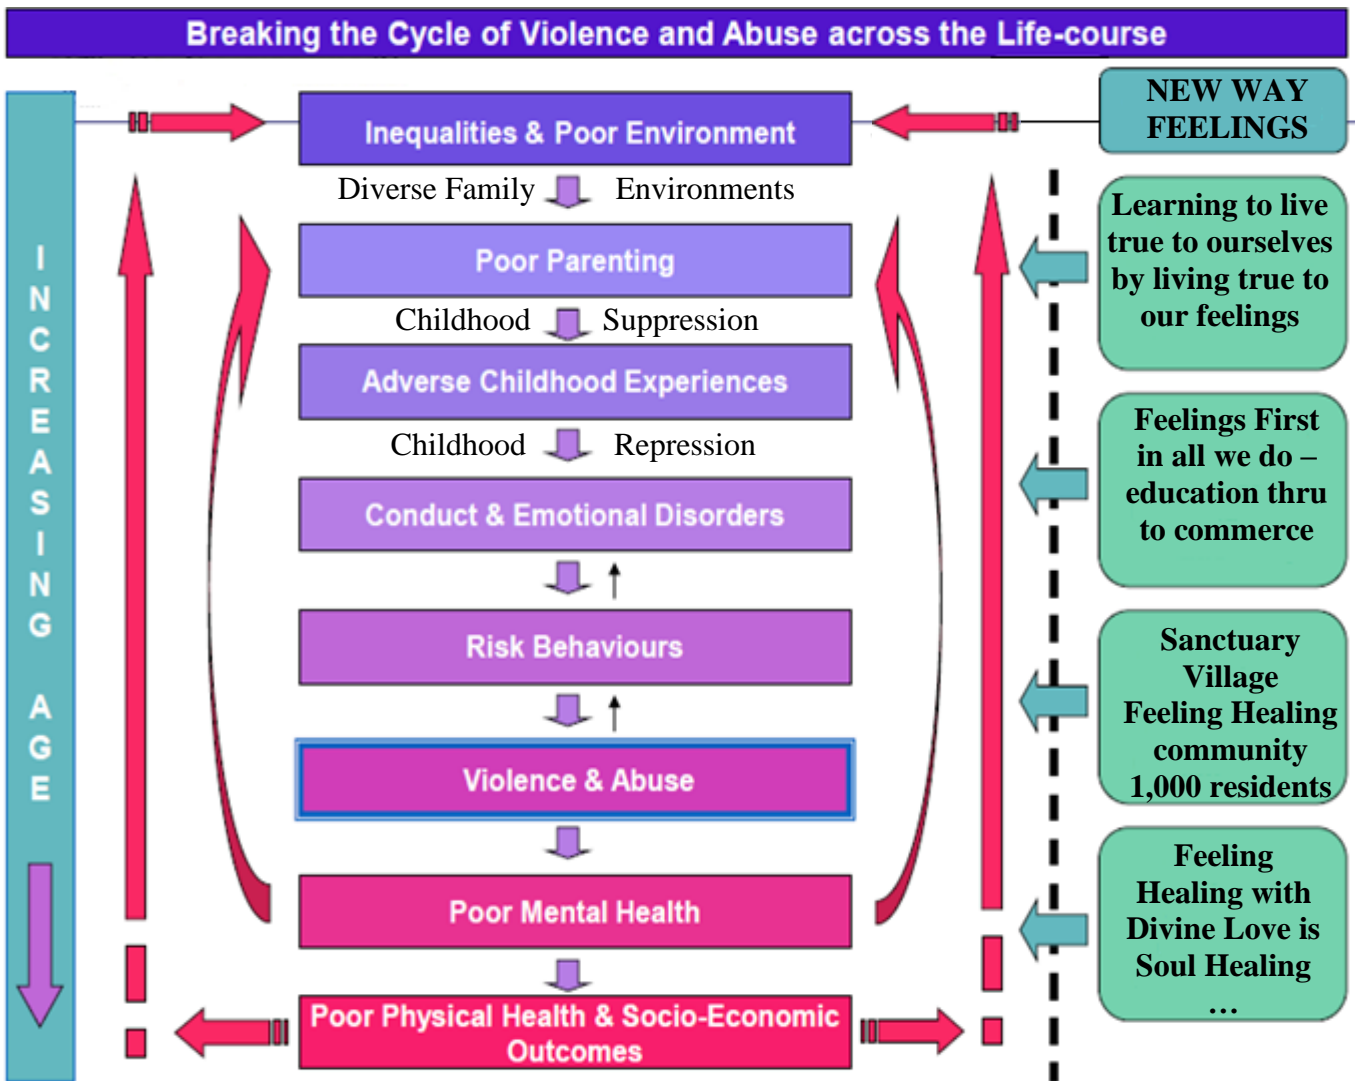 Breaking the Cycle of Violence and Abuse across the Life-course
INCREASING AGE
Inequalities & Poor Environment
Diverse Family Environments
Poor Parenting
Childhood Suppression
Adverse Childhood Experiences
Childhood Repression
Conduct & Emotional Disorders
Risk Behaviours
Violence & Abuse
Poor Mental Health
Poor Physical Health & Socio-Economic
Outcomes
NEW WAY
FEELINGS
Learning to live
true to ourselves
by living true to
our feelings
Feelings First
in all we do –
education thru
to commerce
Sanctuary
Village
Feeling Healing
community
1,000 residents
Feeling
Healing with
Divine Love is
Soul Healing
…